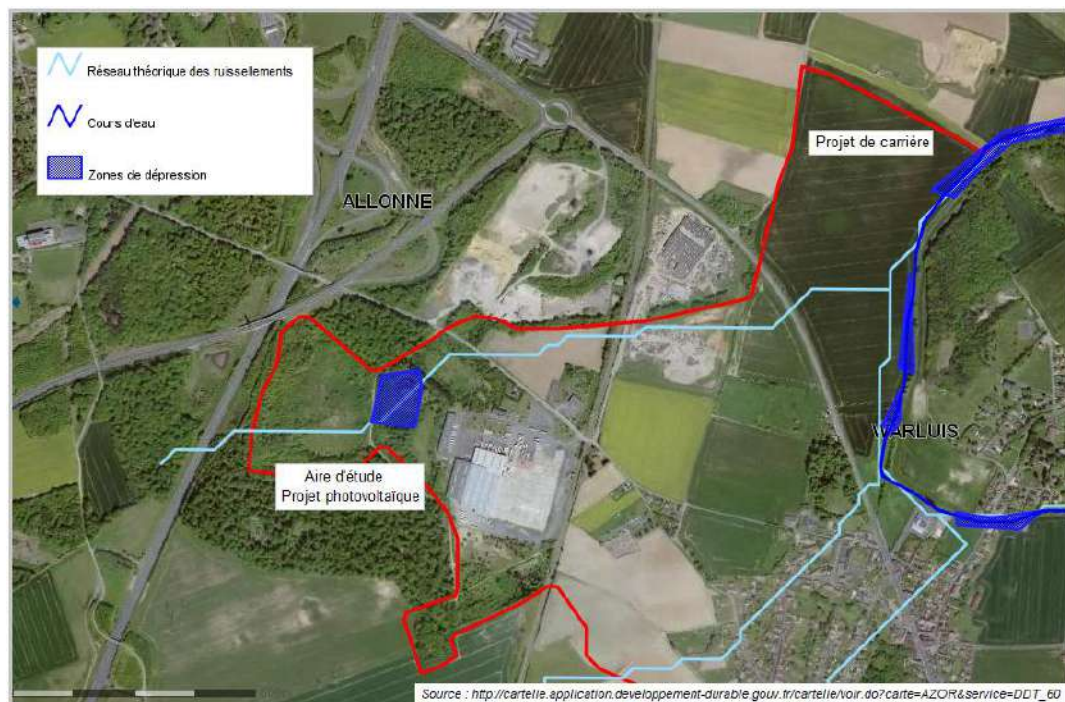 Réseau théorique des ruissellements
Cours d'eau
Zones de dépression
ALLONNE
Projet de carrière
WARLUIS
Aire d'étude
Projet photovoltaïque
Source : http://cartelie.application.developpement-durable.gouv.fr/cartelie/voir.do?carte=AZOR&service=DDT_60